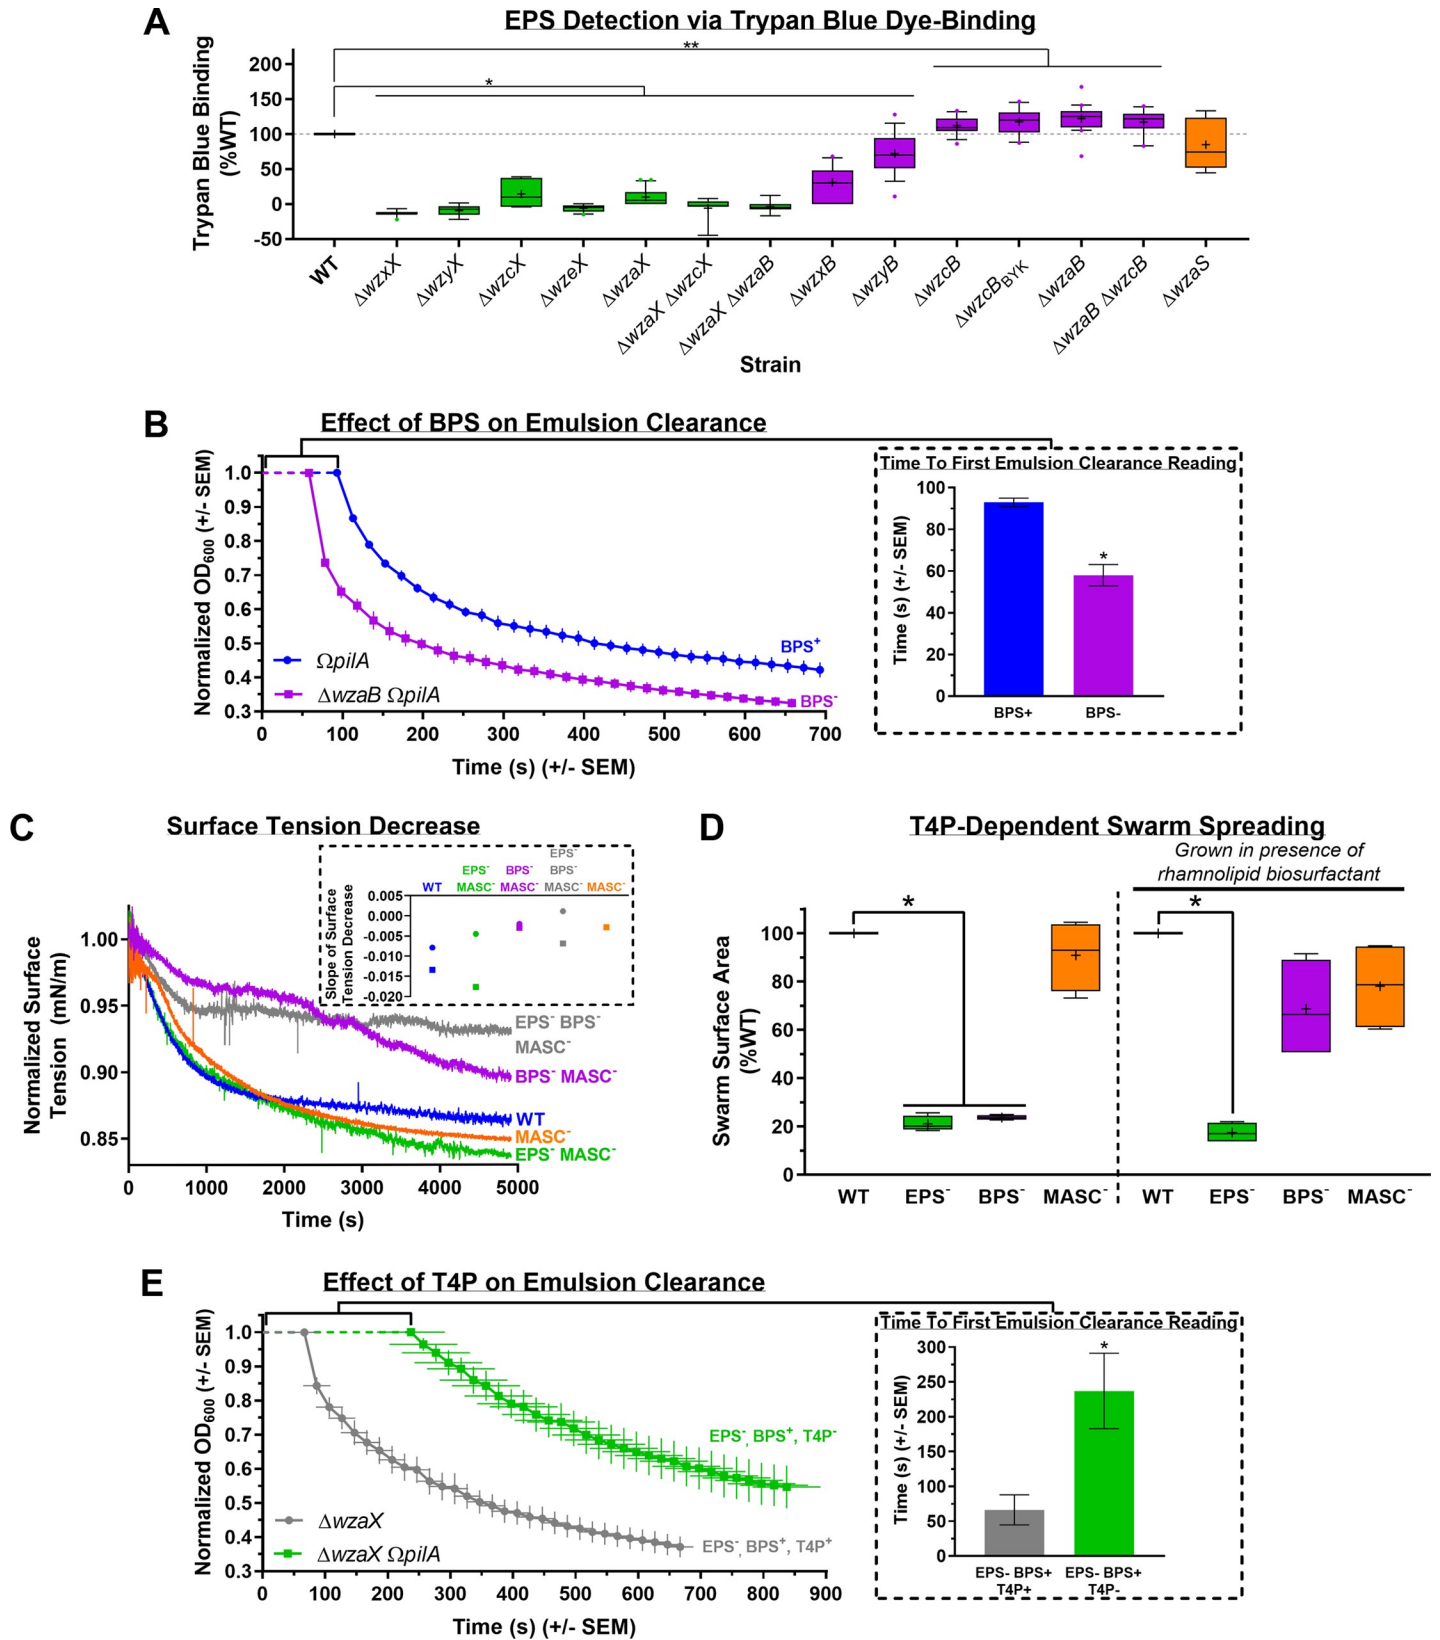 A
EPS Detection via Trypan Blue Dye-Binding
Trypan Blue Binding
(%WT)
200
150
100
50
0
-50
**
*
WT
ΔwzxX
ΔwzyX
ΔwzcX
ΔwzeX
ΔwzaX
ΔwzaX ΔwzcX
ΔwzaX ΔwzaB
ΔwzxB
ΔwzyB
ΔwzcB
ΔwzcB_BYK
ΔwzaB
ΔwzaB ΔwzcB
ΔwzaS
Strain
B
Effect of BPS on Emulsion Clearance
Normalized OD600 (+/- SEM)
1.0
0.9
0.8
0.7
0.6
0.5
0.4
0.3
BPS+
BPS-
ΩpilA
ΔwzaB ΩpilA
0 100 200 300 400 500 600 700
Time (s) (+/- SEM)
Time To First Emulsion Clearance Reading
Time (s) (+/- SEM)
100
80
60
40
20
0
*
BPS+ BPS-
C
Surface Tension Decrease
Normalized Surface
Tension (mN/m)
1.00
0.95
0.90
0.85
0 1000 2000 3000 4000 5000
Time (s)
EPS-
EPS- BPS- BPS-
WT MASC- MASC- MASC- MASC-
Slope of Surface
Tension Decrease
0.005
0.000
-0.005
-0.010
-0.015
-0.020
EPS- BPS-
MASC-
BPS- MASC-
WT
MASC-
EPS- MASC-
D
T4P-Dependent Swarm Spreading
Grown in presence of
rhamnolipid biosurfactant
Swarm Surface Area
(%WT)
100
80
60
40
20
0
* *
WT EPS- BPS- MASC- WT EPS- BPS- MASC-
E
Effect of T4P on Emulsion Clearance
Normalized OD600 (+/- SEM)
1.0
0.9
0.8
0.7
0.6
0.5
0.4
0.3
EPS-, BPS+, T4P-
EPS-, BPS+, T4P+
ΔwzaX
ΔwzaX ΩpilA
0 100 200 300 400 500 600 700 800 900
Time (s) (+/- SEM)
Time To First Emulsion Clearance Reading
Time (s) (+/- SEM)
300
250
200
150
100
50
0
*
EPS- BPS+ EPS- BPS+
T4P+ T4P-